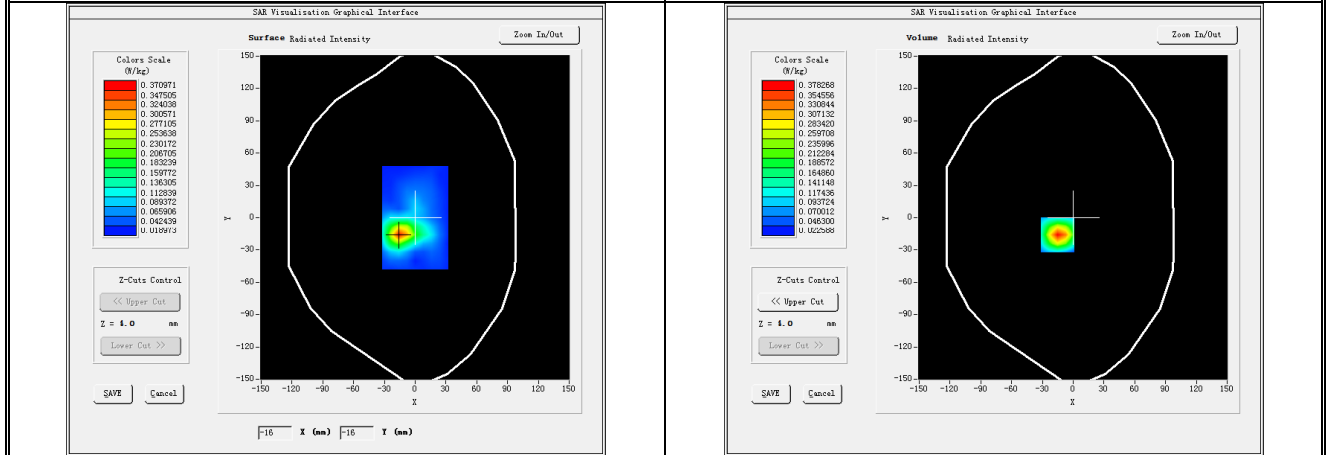 SAR Visualisation Graphical Interface
Surface Radiated Intensity
Zoom In/Out
Colors Scale
(W/kg)
0.370971
0.347505
0.324038
0.300571
0.277105
0.253638
0.230172
0.206705
0.183239
0.159772
0.136305
0.112839
0.089372
0.065906
0.042439
0.018973
Z-Cuts Control
<< Upper Cut
Z = 4.0 mm
Lower Cut >>
SAVE Cancel
150
120
90
60
30
0
-30
-60
-90
-120
-150
Y
-150 -120 -90 -60 -30 0 30 60 90 120 150
X
-16 X (mm) -16 Y (mm)
SAR Visualisation Graphical Interface
Volume Radiated Intensity
Zoom In/Out
Colors Scale
(W/kg)
0.378268
0.354556
0.330844
0.307132
0.283420
0.259708
0.235996
0.212284
0.188572
0.164860
0.141148
0.117436
0.093724
0.070012
0.046300
0.022588
Z-Cuts Control
<< Upper Cut
Z = 4.0 mm
Lower Cut >>
SAVE Cancel
150
120
90
60
30
0
-30
-60
-90
-120
-150
Y
-150 -120 -90 -60 -30 0 30 60 90 120 150
X